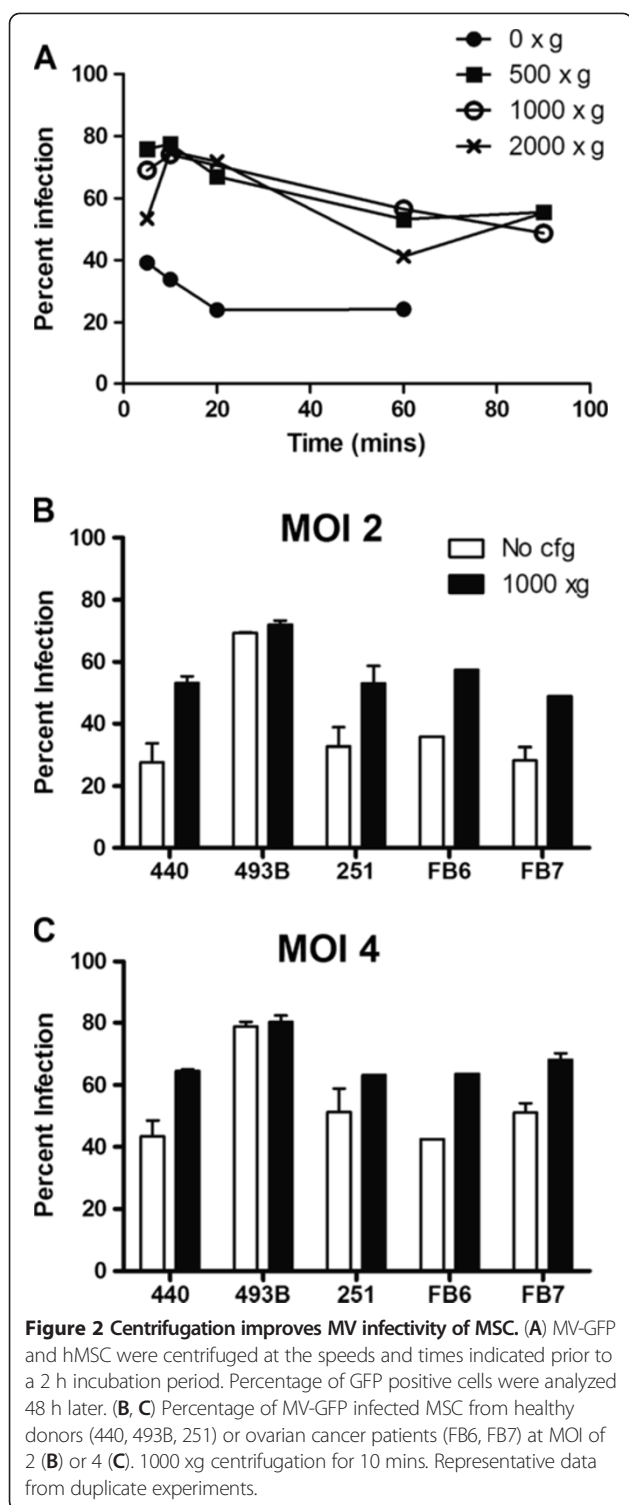 A
0 x g
500 x g
1000 x g
2000 x g
100
80
60
40
20
0
Percent infection
0 20 40 60 80 100
Time (mins)
B
MOI 2
No cfg
1000 xg
100
80
60
40
20
0
Percent Infection
440 493B 251 FB6 FB7
C
MOI 4
100
80
60
40
20
0
Percent Infection
440 493B 251 FB6 FB7
Figure 2 Centrifugation improves MV infectivity of MSC. (A) MV-GFP
and hMSC were centrifuged at the speeds and times indicated prior to
a 2 h incubation period. Percentage of GFP positive cells were analyzed
48 h later. (B, C) Percentage of MV-GFP infected MSC from healthy
donors (440, 493B, 251) or ovarian cancer patients (FB6, FB7) at MOI of
2 (B) or 4 (C). 1000 xg centrifugation for 10 mins. Representative data
from duplicate experiments.